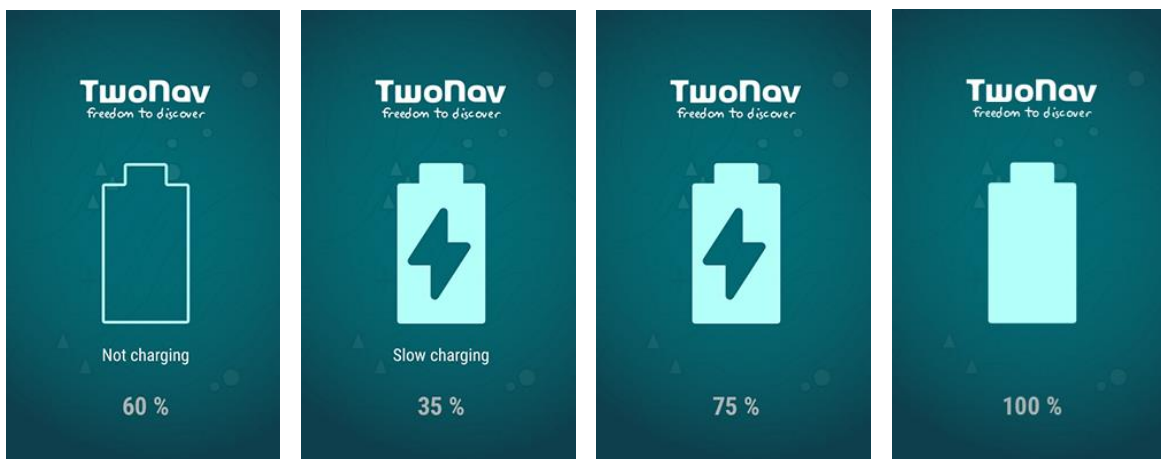 TwoNav
freedom to discover
Not charging
60 %
TwoNav
freedom to discover
Slow charging
35 %
TwoNav
freedom to discover
75 %
TwoNav
freedom to discover
100 %